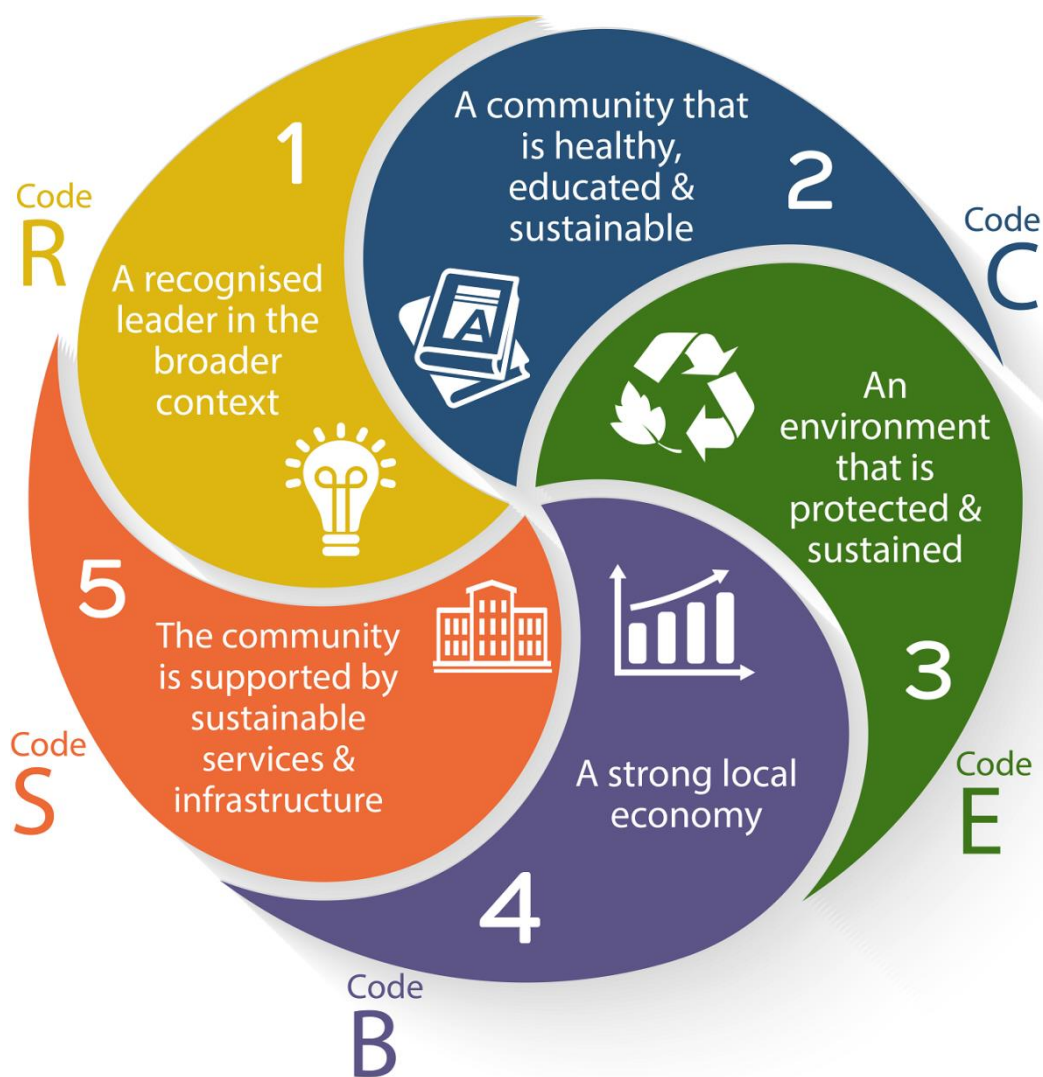 1
Code
R
A recognised
leader in the
broader
context
A community that
is healthy,
educated &
sustainable
2
Code
C
A
An
environment
that is
protected &
sustained
3
Code
E
A strong local
economy
4
Code
B
5
The community
is supported by
sustainable
services &
infrastructure
Code
S